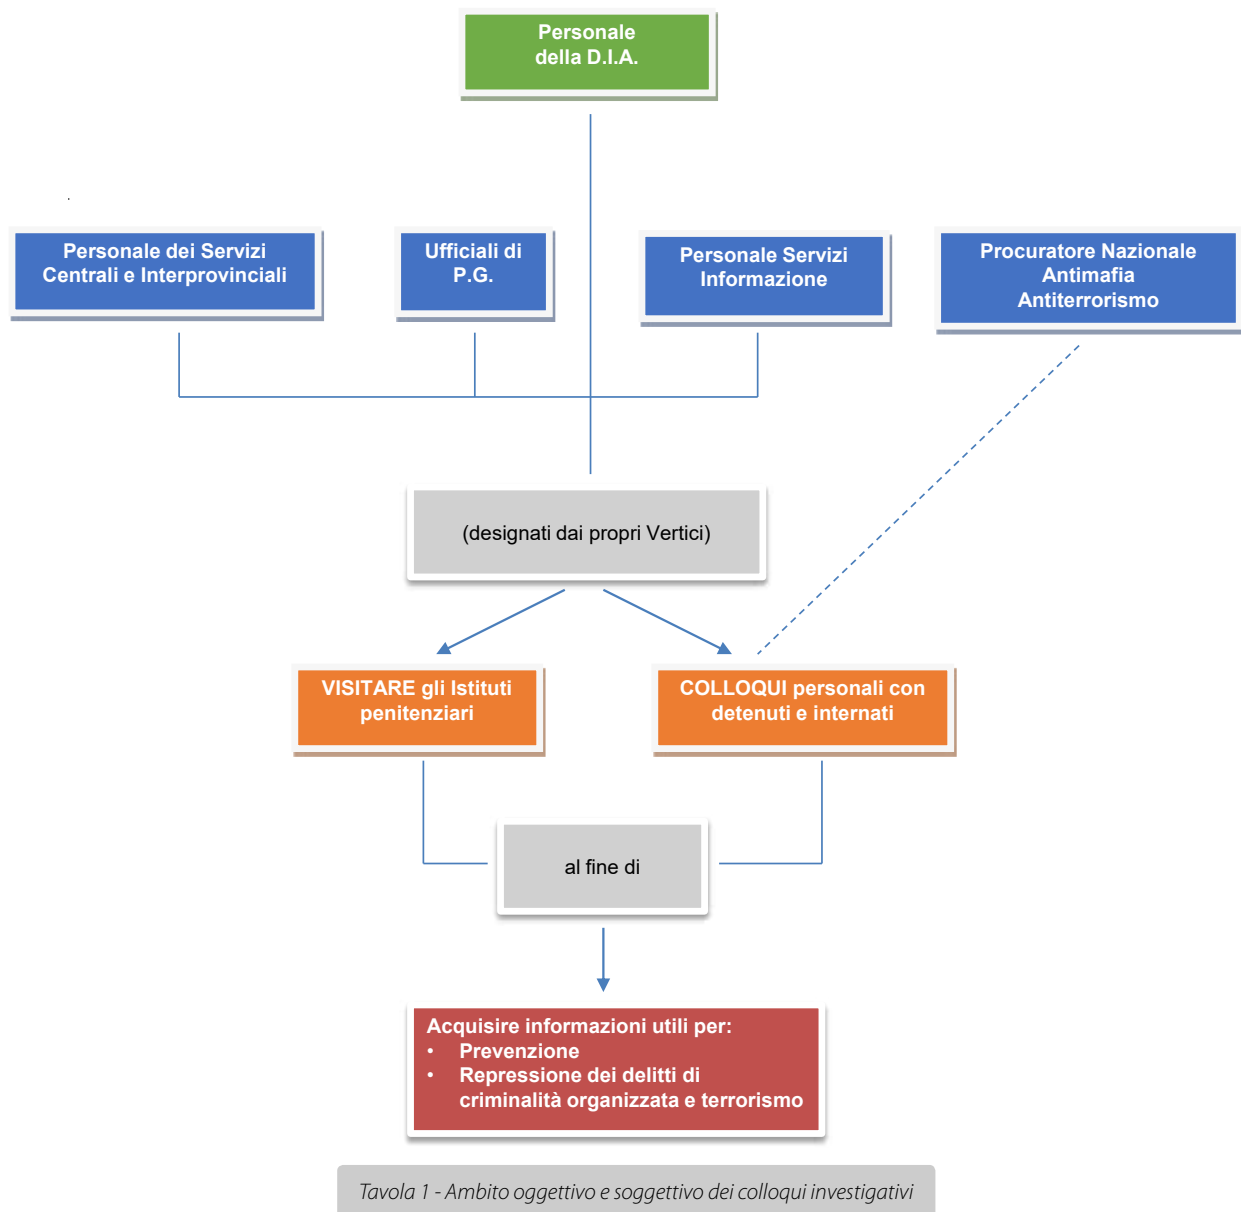 Personale
della D.I.A.
Personale dei Servizi
Centrali e Interprovinciali
Ufficiali di
P.G.
Personale Servizi
Informazione
Procuratore Nazionale
Antimafia
Antiterrorismo
(designati dai propri Vertici)
VISITARE gli Istituti
penitenziari
COLLOQUI personali con
detenuti e internati
al fine di
Acquisire informazioni utili per:
• Prevenzione
• Repressione dei delitti di
criminalità organizzata e terrorismo
Tavola 1 - Ambito oggettivo e soggettivo dei colloqui investigativi